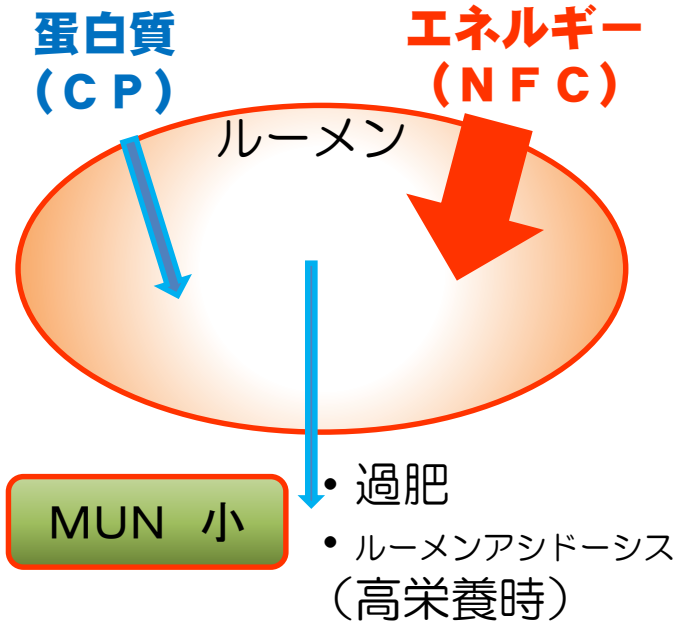 蛋白質
(CP)
エネルギー
(NFC)
ルーメン
MUN 小
・過肥
・ルーメンアシドーシス
(高栄養時)